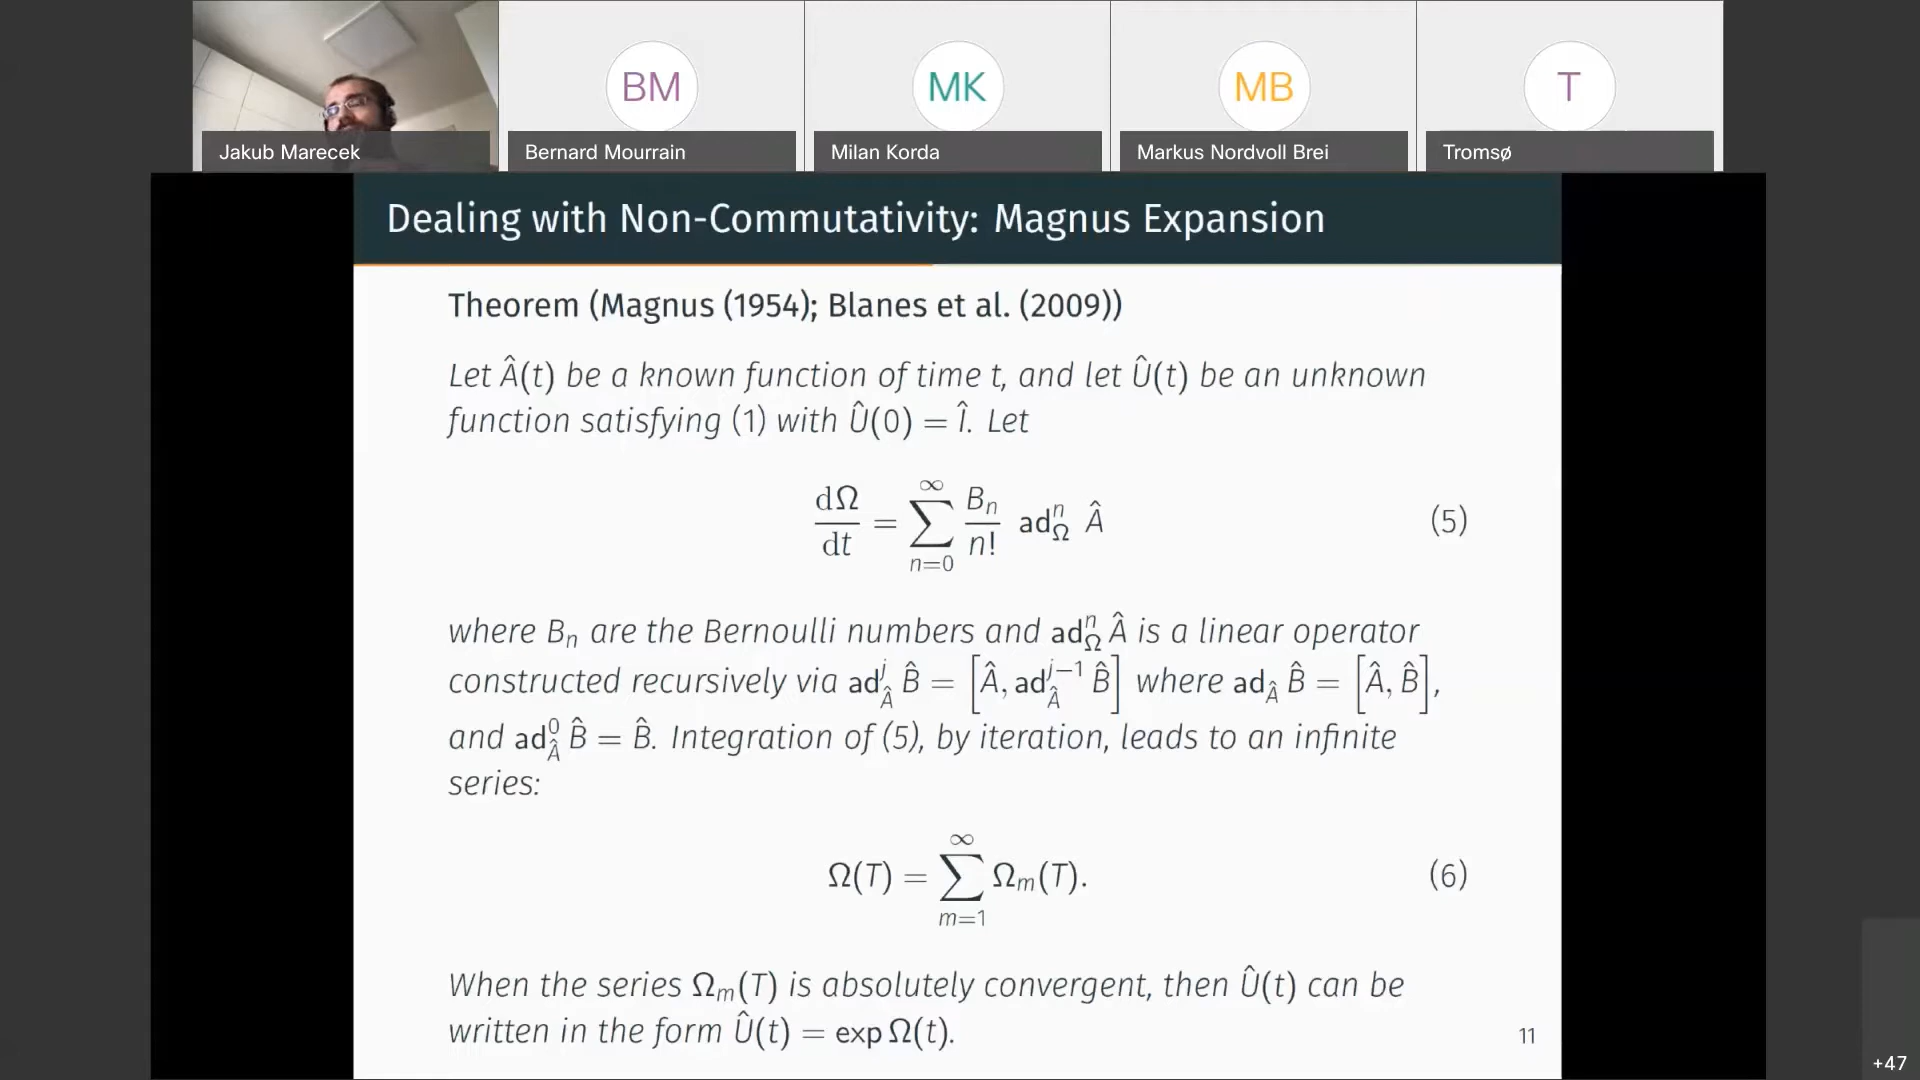 BM
MK
MB
T
Jakub Marecek
Bernard Mourrain
Milan Korda
Markus Nordvoll Brei
Tromsø
Dealing with Non-Commutativity: Magnus Expansion
Theorem (Magnus (1954); Blanes et al. (2009))
Let Â(t) be a known function of time t, and let Û(t) be an unknown
function satisfying (1) with Û(0) = Î. Let
dΩ/dt = ∑_{n=0}^{∞} B_n/n! ad_Ω^n Â (5)
where B_n are the Bernoulli numbers and ad_Ω^n Â is a linear operator
constructed recursively via ad_Â^j B̂ = [Â, ad_Â^{j−1} B̂] where ad_Â B̂ = [Â, B̂],
and ad_Â^0 B̂ = B̂. Integration of (5), by iteration, leads to an infinite
series:
Ω(T) = ∑_{m=1}^{∞} Ω_m(T). (6)
When the series Ω_m(T) is absolutely convergent, then Û(t) can be
written in the form Û(t) = exp Ω(t).
11
+47